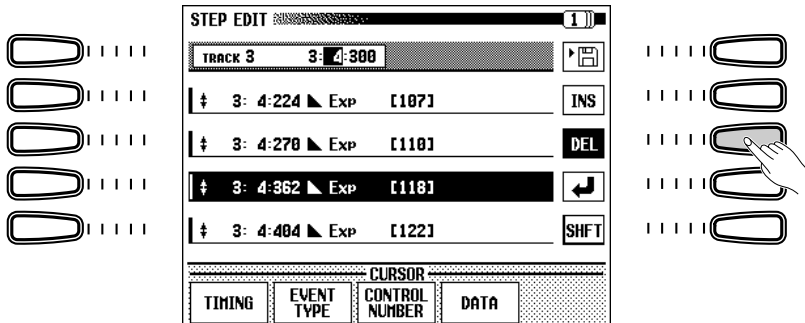 STEP EDIT 1
TRACK 3 3: 4:300
3: 4:224 Exp [107] INS
3: 4:270 Exp [110] DEL
3: 4:362 Exp [118]
3: 4:404 Exp [122] SHFT
CURSOR
TIMING EVENT TYPE CONTROL NUMBER DATA